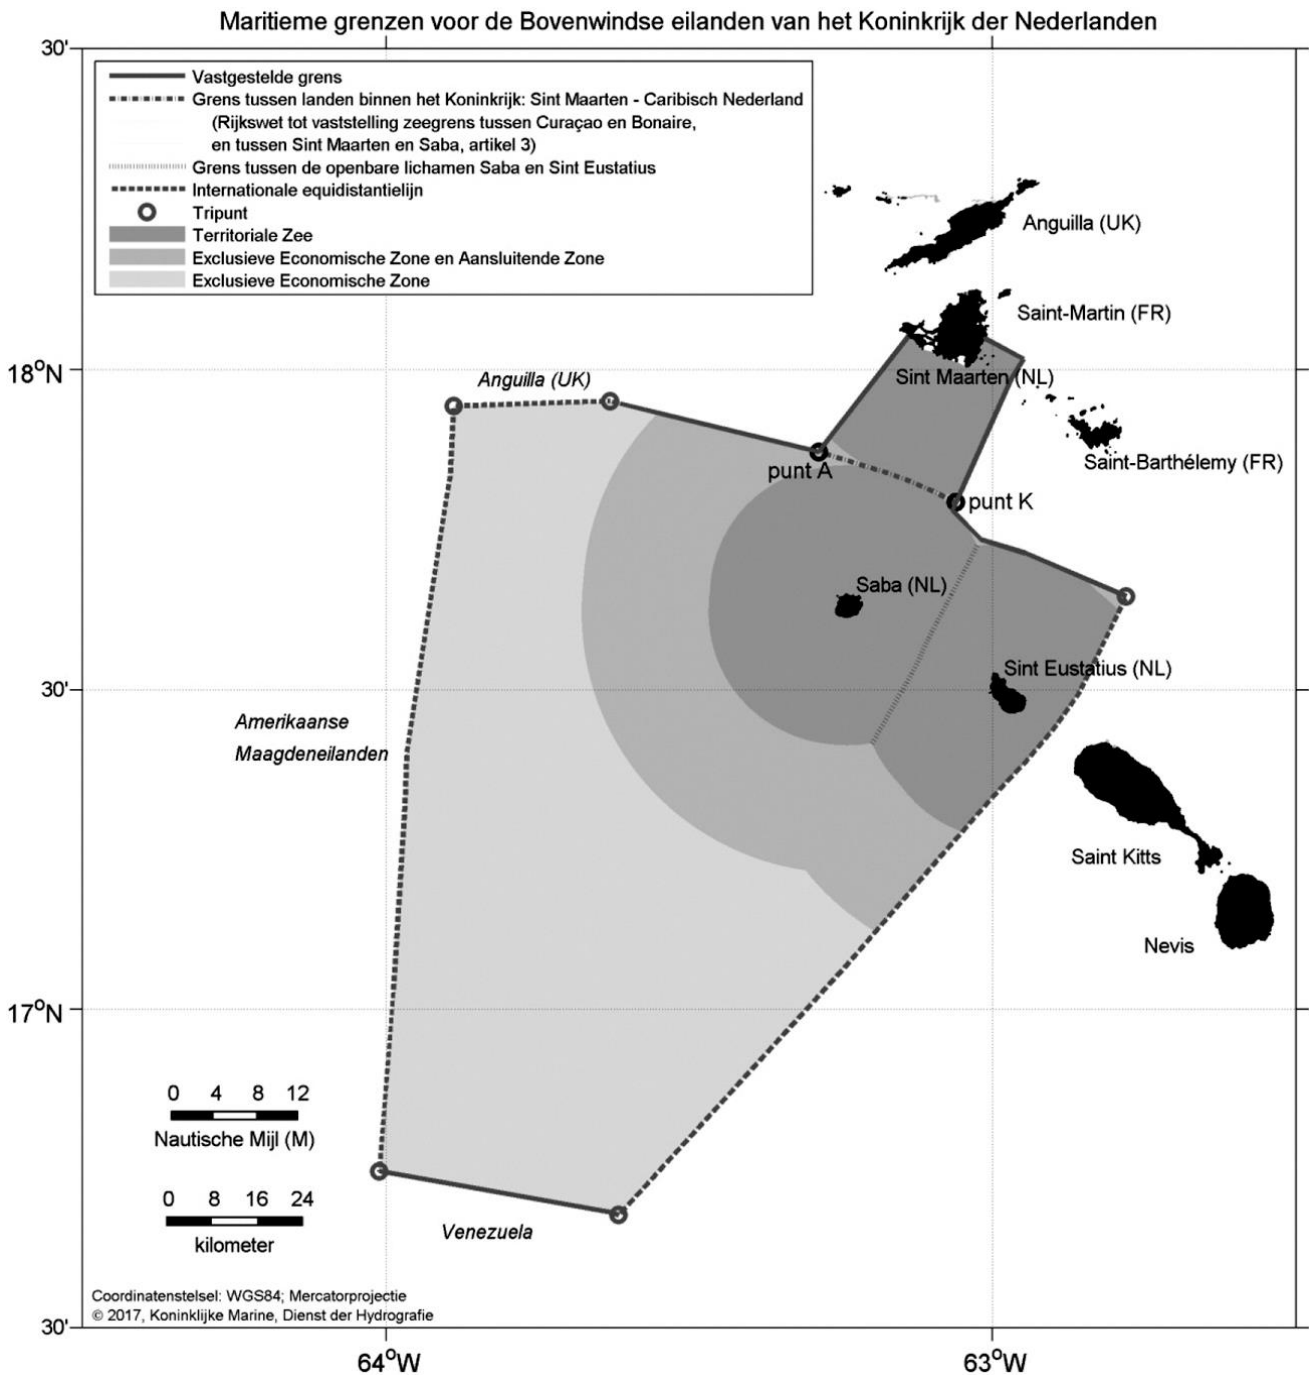 Maritieme grenzen voor de Bovenwindse eilanden van het Koninkrijk der Nederlanden
30'
Vastgestelde grens
Grens tussen landen binnen het Koninkrijk: Sint Maarten - Caribisch Nederland
(Rijkswet tot vaststelling zeegrens tussen Curaçao en Bonaire,
en tussen Sint Maarten en Saba, artikel 3)
Grens tussen de openbare lichamen Saba en Sint Eustatius
Internationale equidistantielijn
Tripunt
Territoriale Zee
Exclusieve Economische Zone en Aansluitende Zone
Exclusieve Economische Zone
Anguilla (UK)
Saint-Martin (FR)
18°N
Anguilla (UK)
Sint Maarten (NL)
Saint-Barthélemy (FR)
punt A
punt K
Saba (NL)
Sint Eustatius (NL)
30'
Amerikaanse
Maagdeneilanden
Saint Kitts
Nevis
17°N
0 4 8 12
Nautische Mijl (M)
0 8 16 24
kilometer
Venezuela
Coordinatenstelsel: WGS84; Mercatorprojectie
© 2017, Koninklijke Marine, Dienst der Hydrografie
30'
64°W
63°W